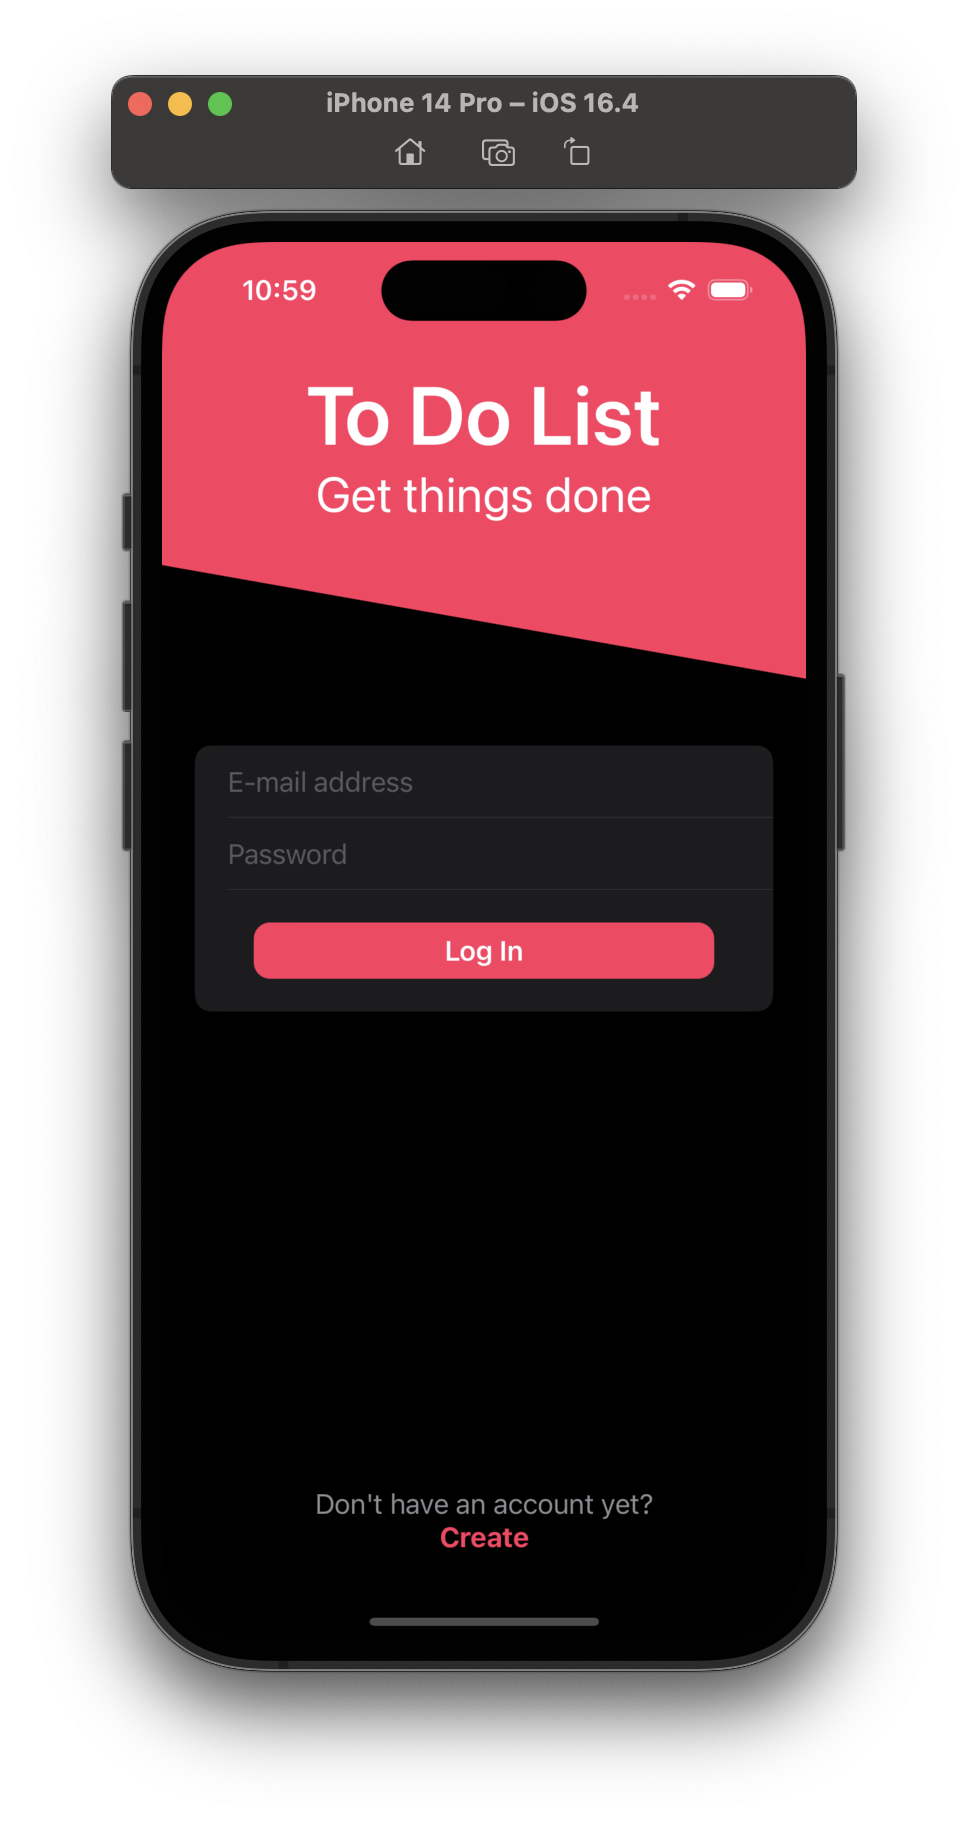 iPhone 14 Pro – iOS 16.4
10:59
To Do List
Get things done
E-mail address
Password
Log In
Don't have an account yet?
Create